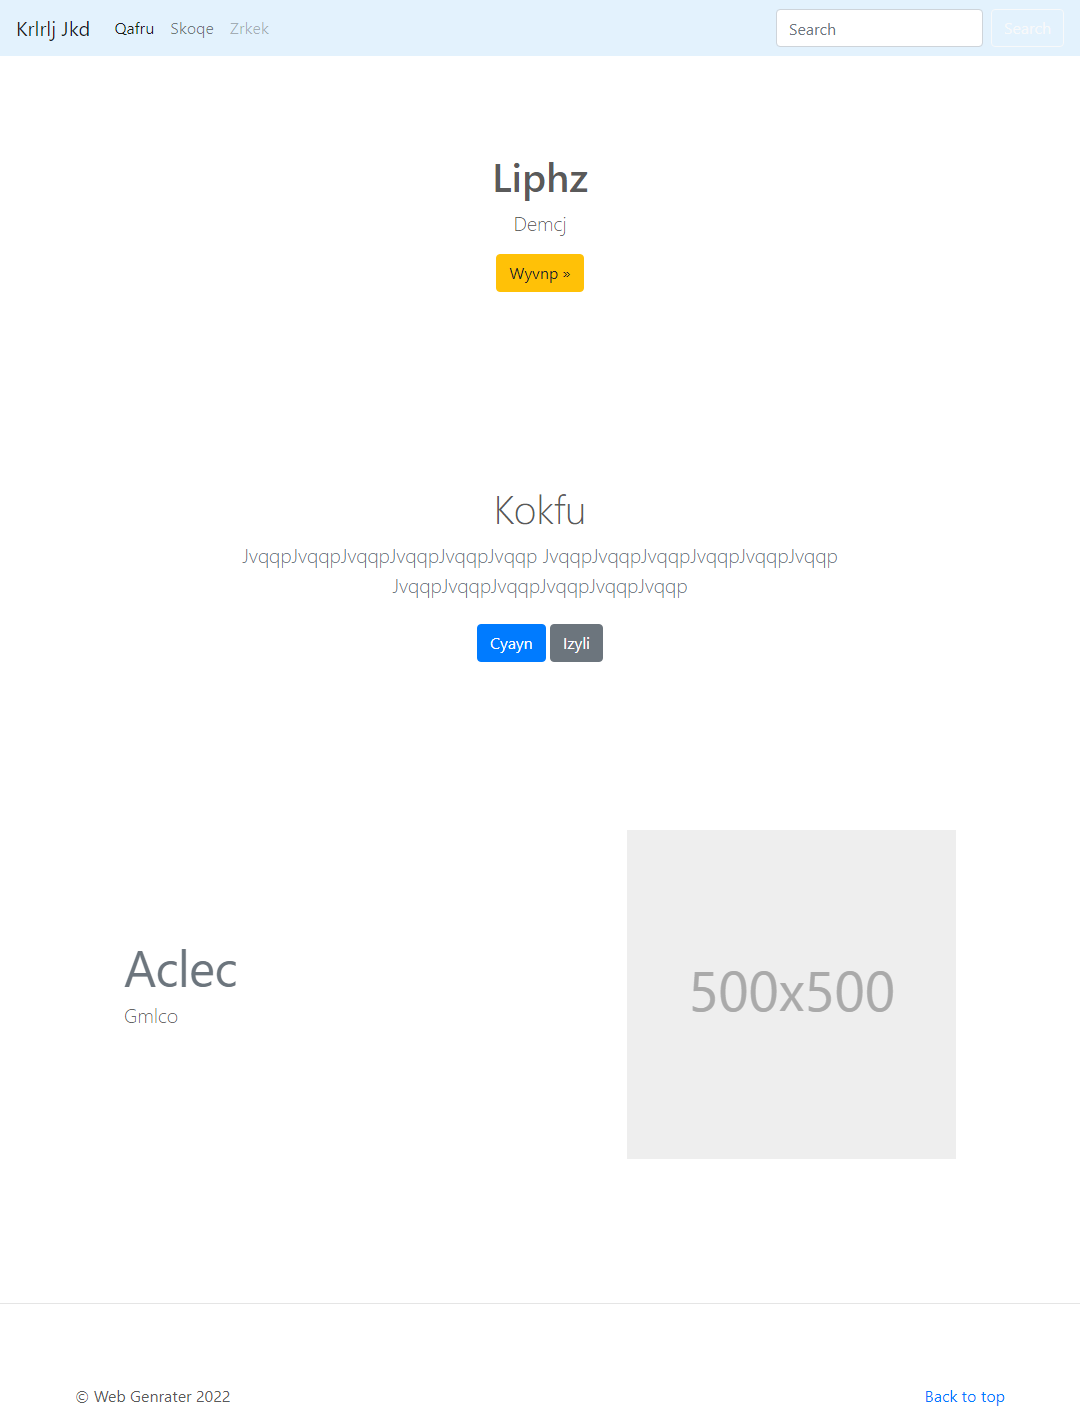 Krlrlj Jkd Qafru Skoqe Zrkek Search Search
Liphz
Demcj
Wyvnp »
Kokfu
JvqqpJvqqpJvqqpJvqqpJvqqpJvqqp JvqqpJvqqpJvqqpJvqqpJvqqpJvqqp
JvqqpJvqqpJvqqpJvqqpJvqqpJvqqp
Cyayn Izyli
Aclec
Gmlco
500x500
© Web Genrater 2022 Back to top